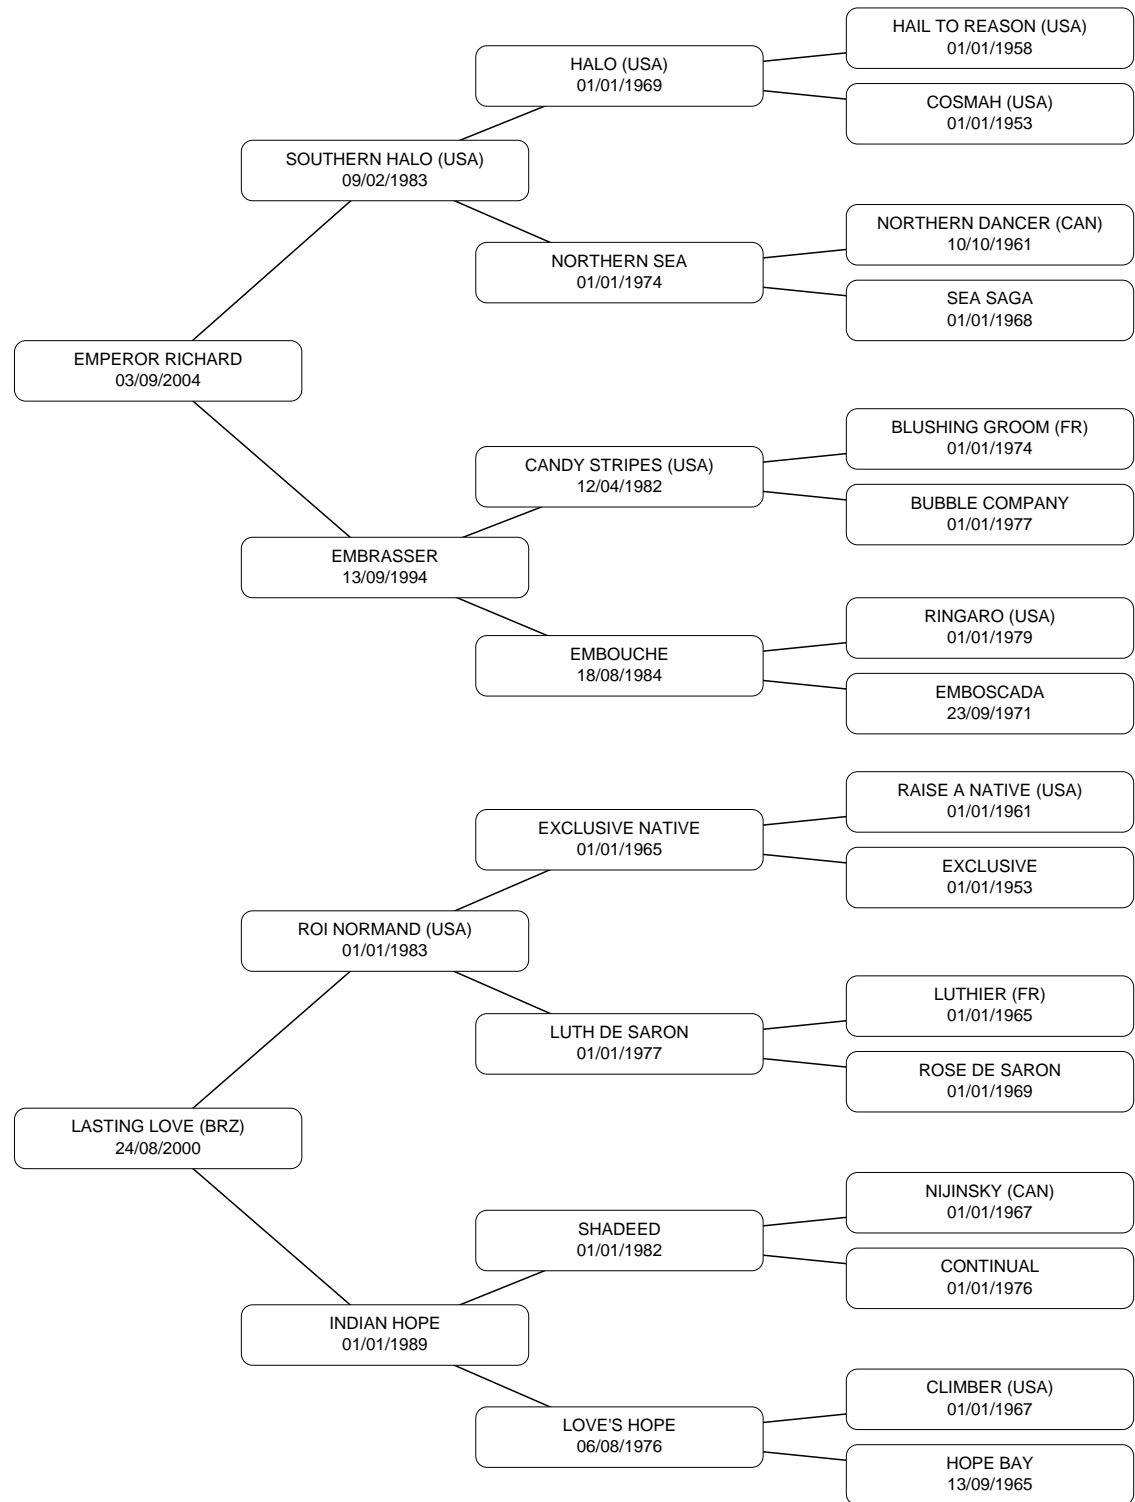 HAIL TO REASON (USA)
01/01/1958
HALO (USA)
01/01/1969
COSMAH (USA)
01/01/1953
SOUTHERN HALO (USA)
09/02/1983
NORTHERN DANCER (CAN)
10/10/1961
NORTHERN SEA
01/01/1974
SEA SAGA
01/01/1968
EMPEROR RICHARD
03/09/2004
BLUSHING GROOM (FR)
01/01/1974
CANDY STRIPES (USA)
12/04/1982
BUBBLE COMPANY
01/01/1977
EMBRASSER
13/09/1994
RINGARO (USA)
01/01/1979
EMBOUCHE
18/08/1984
EMBOSCADA
23/09/1971
RAISE A NATIVE (USA)
01/01/1961
EXCLUSIVE NATIVE
01/01/1965
EXCLUSIVE
01/01/1953
ROI NORMAND (USA)
01/01/1983
LUTHIER (FR)
01/01/1965
LUTH DE SARON
01/01/1977
ROSE DE SARON
01/01/1969
LASTING LOVE (BRZ)
24/08/2000
NIJINSKY (CAN)
01/01/1967
SHADEED
01/01/1982
CONTINUAL
01/01/1976
INDIAN HOPE
01/01/1989
CLIMBER (USA)
01/01/1967
LOVE'S HOPE
06/08/1976
HOPE BAY
13/09/1965